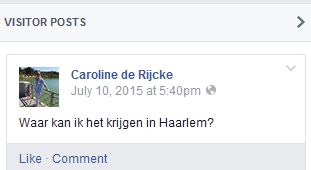 VISITOR POSTS
Caroline de Rijcke
July 10, 2015 at 5:40pm
Waar kan ik het krijgen in Haarlem?
Like · Comment